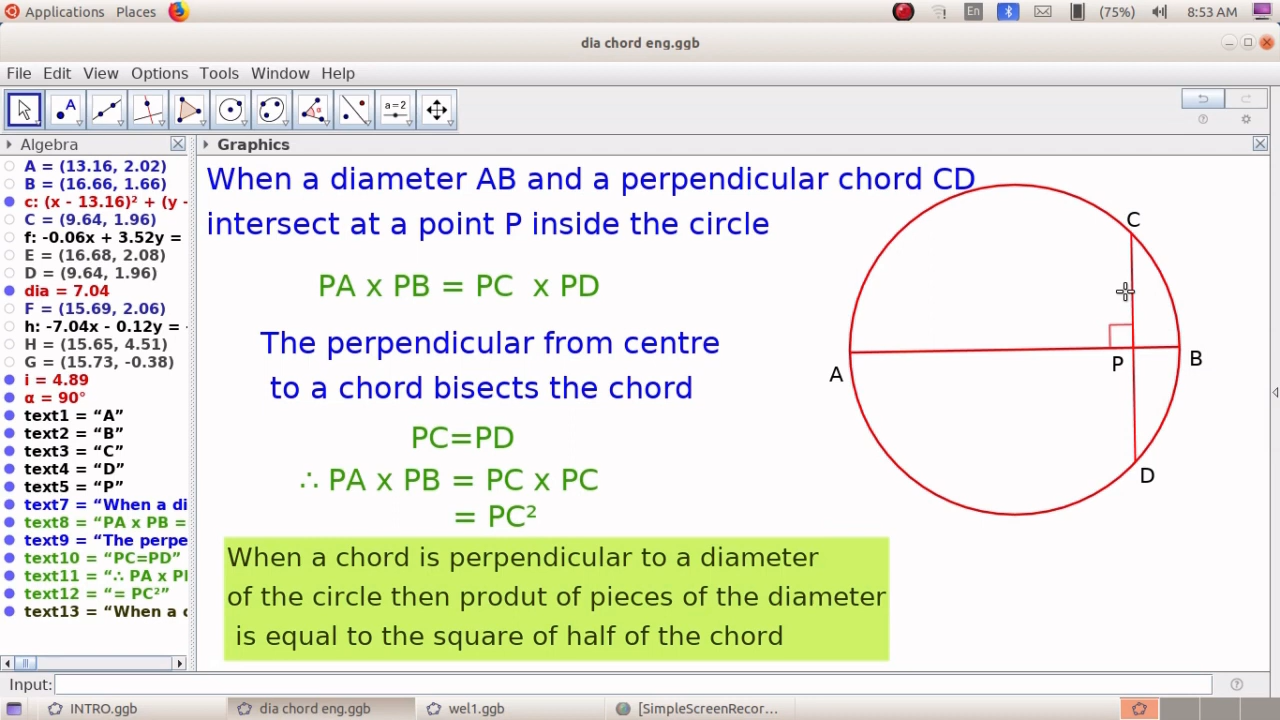 Applications Places En (75%) 8:53 AM
dia chord eng.ggb
File Edit View Options Tools Window Help
A a=2
Algebra
Graphics
A = (13.16, 2.02)
B = (16.66, 1.66)
c: (x - 13.16)² + (y -
C = (9.64, 1.96)
f: -0.06x + 3.52y =
E = (16.68, 2.08)
D = (9.64, 1.96)
dia = 7.04
F = (15.69, 2.06)
h: -7.04x - 0.12y =
H = (15.65, 4.51)
G = (15.73, -0.38)
i = 4.89
α = 90°
text1 = “A”
text2 = “B”
text3 = “C”
text4 = “D”
text5 = “P”
text7 = “When a di
text8 = “PA x PB =
text9 = “The perpe
text10 = “PC=PD”
text11 = “∴ PA x PI
text12 = “= PC²”
text13 = “When a c
When a diameter AB and a perpendicular chord CD
intersect at a point P inside the circle
PA x PB = PC x PD
The perpendicular from centre
to a chord bisects the chord
PC=PD
∴ PA x PB = PC x PC
= PC²
When a chord is perpendicular to a diameter
of the circle then produt of pieces of the diameter
is equal to the square of half of the chord
C
A
P
B
D
Input:
INTRO.ggb dia chord eng.ggb wel1.ggb [SimpleScreenRecor...